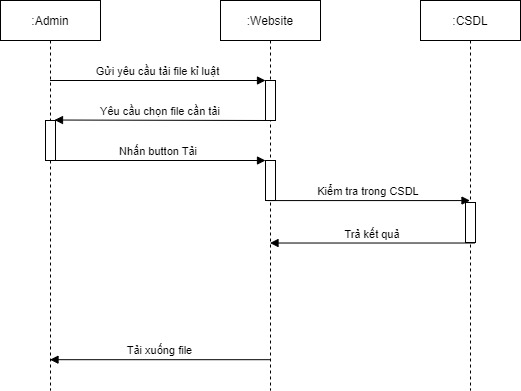 :Admin
:Website
:CSDL
Gửi yêu cầu tải file kỉ luật
Yêu cầu chọn file cần tải
Nhấn button Tải
Kiểm tra trong CSDL
Trả kết quả
Tải xuống file